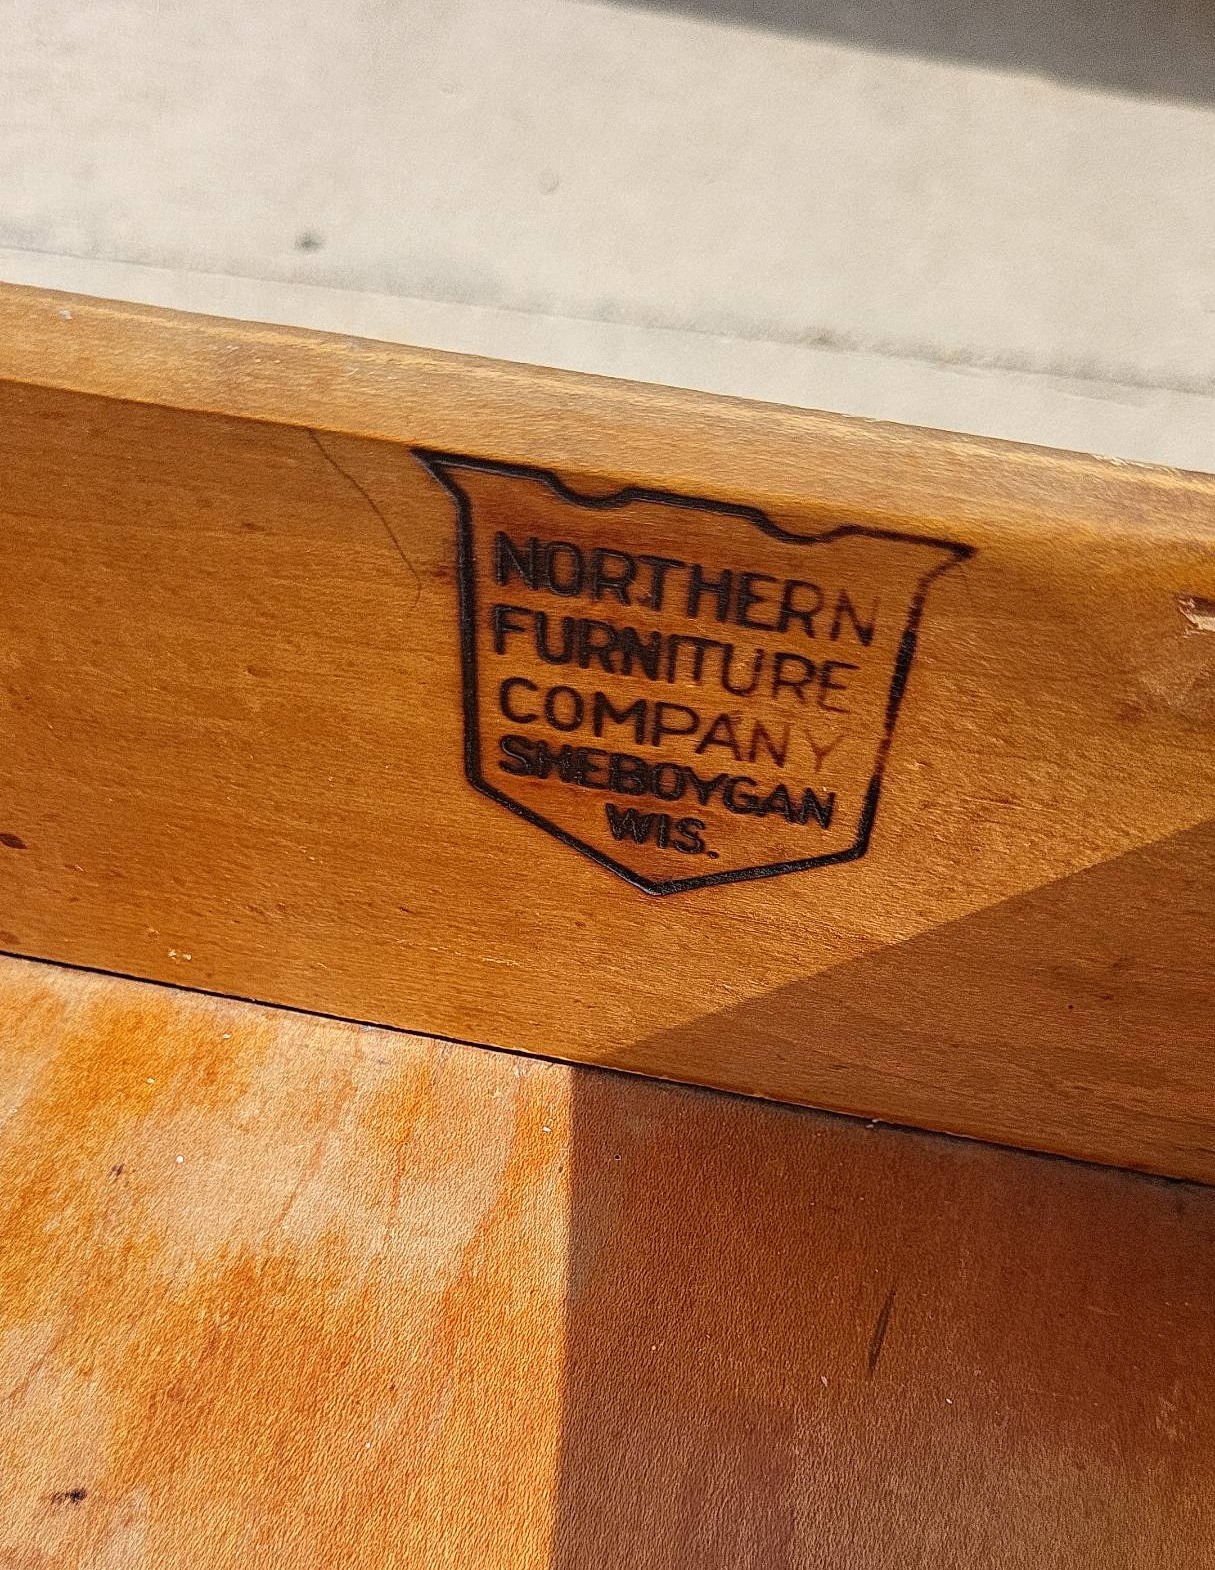 NORTHERN
FURNITURE
COMPANY
SHEBOYGAN
WIS.